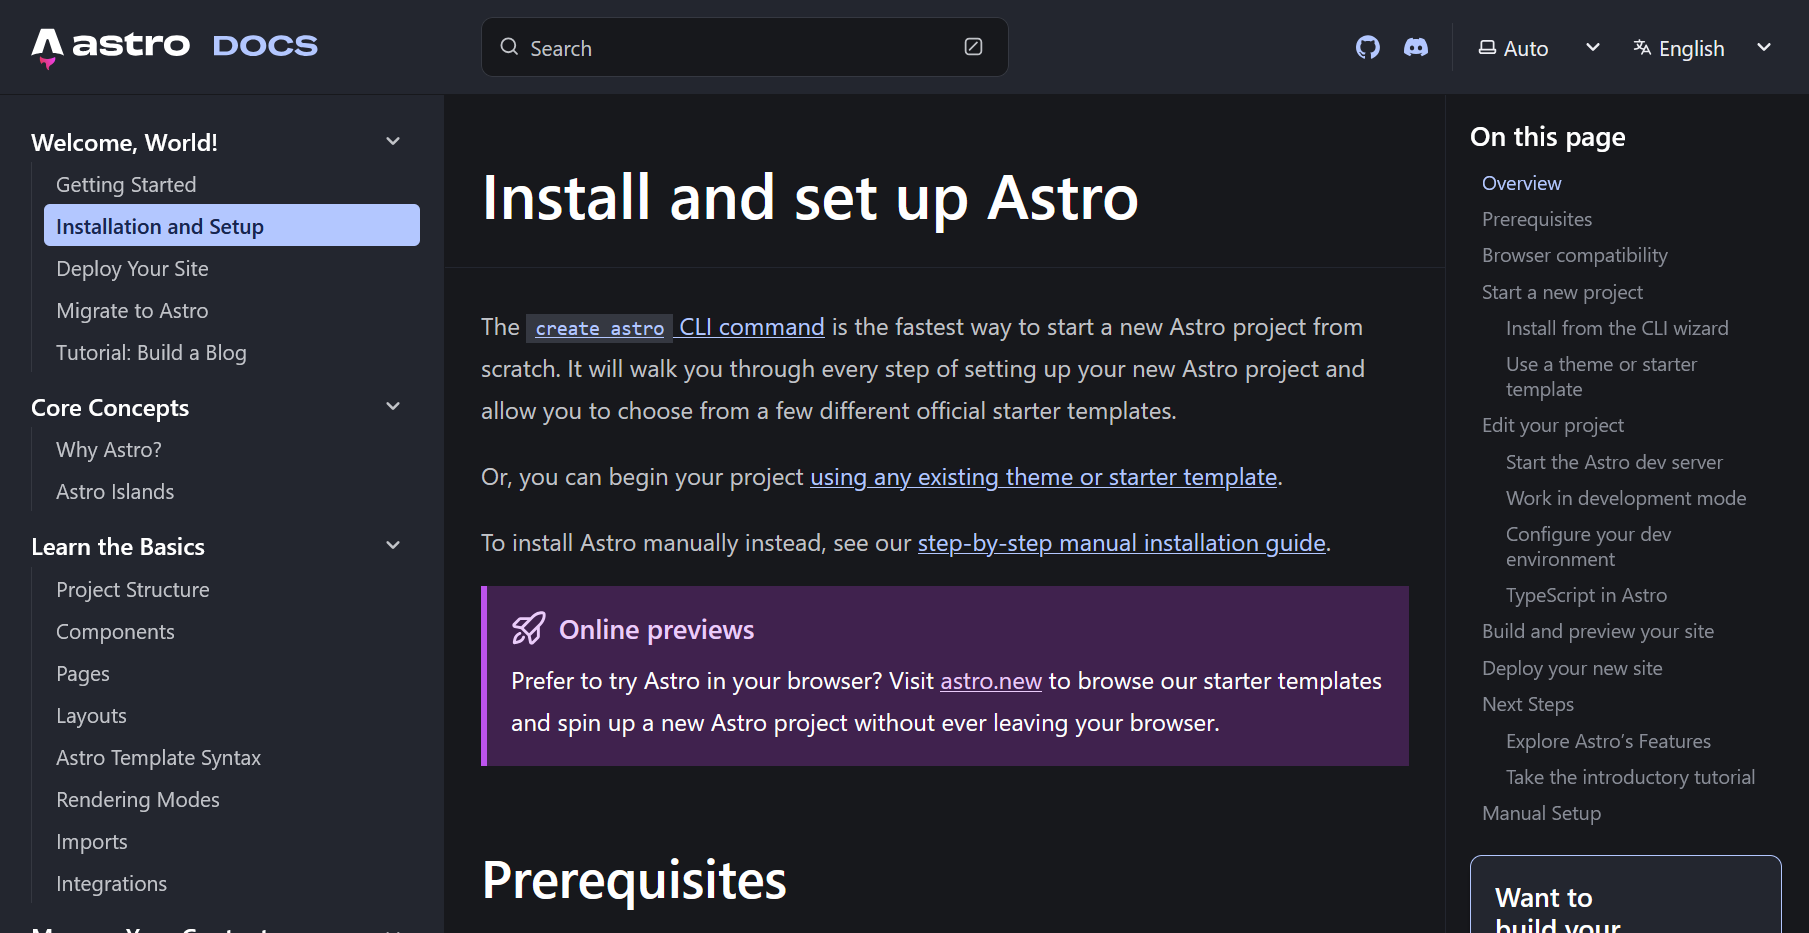 astro DOCS
Search
Auto
English
Welcome, World!
Getting Started
Installation and Setup
Deploy Your Site
Migrate to Astro
Tutorial: Build a Blog
Core Concepts
Why Astro?
Astro Islands
Learn the Basics
Project Structure
Components
Pages
Layouts
Astro Template Syntax
Rendering Modes
Imports
Integrations
Install and set up Astro
The create astro CLI command is the fastest way to start a new Astro project from
scratch. It will walk you through every step of setting up your new Astro project and
allow you to choose from a few different official starter templates.
Or, you can begin your project using any existing theme or starter template.
To install Astro manually instead, see our step-by-step manual installation guide.
Online previews
Prefer to try Astro in your browser? Visit astro.new to browse our starter templates
and spin up a new Astro project without ever leaving your browser.
Prerequisites
On this page
Overview
Prerequisites
Browser compatibility
Start a new project
Install from the CLI wizard
Use a theme or starter
template
Edit your project
Start the Astro dev server
Work in development mode
Configure your dev
environment
TypeScript in Astro
Build and preview your site
Deploy your new site
Next Steps
Explore Astro’s Features
Take the introductory tutorial
Manual Setup
Want to
build your